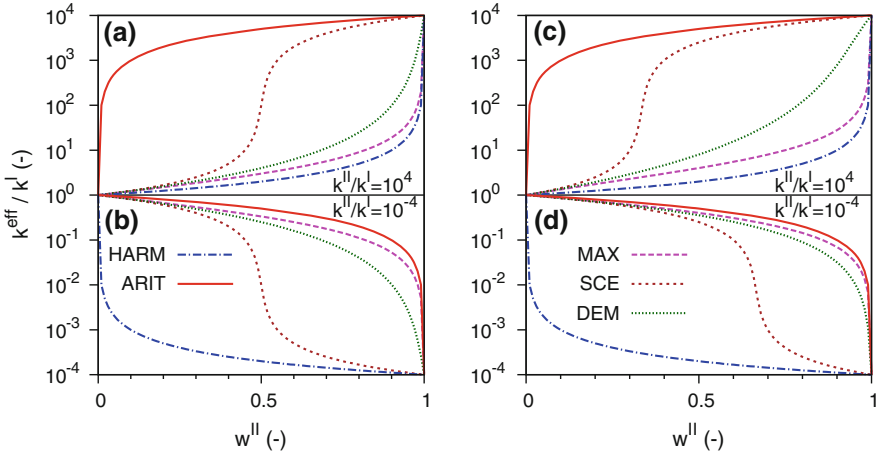 (a)
(c)
10^4
10^3
10^2
10^1
10^0
10^-1
10^-2
10^-3
10^-4
k^eff / k^I (-)
k^II/k^I=10^4
k^II/k^I=10^-4
(b)
HARM
ARIT
0
0.5
1
w^II (-)
10^4
10^3
10^2
10^1
10^0
10^-1
10^-2
10^-3
10^-4
k^II/k^I=10^4
k^II/k^I=10^-4
(d)
MAX
SCE
DEM
0
0.5
1
w^II (-)